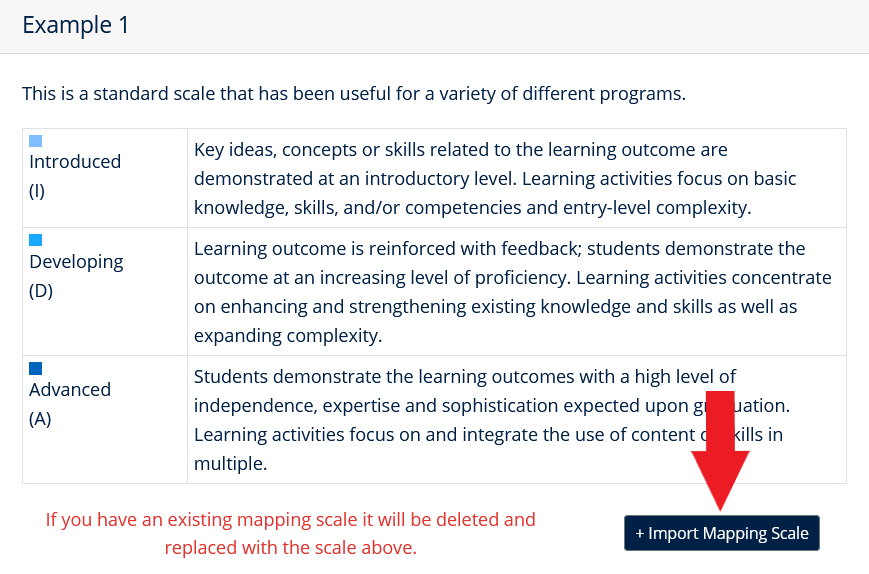 Example 1
This is a standard scale that has been useful for a variety of different programs.
Introduced
(I)
Key ideas, concepts or skills related to the learning outcome are
demonstrated at an introductory level. Learning activities focus on basic
knowledge, skills, and/or competencies and entry-level complexity.
Developing
(D)
Learning outcome is reinforced with feedback; students demonstrate the
outcome at an increasing level of proficiency. Learning activities concentrate
on enhancing and strengthening existing knowledge and skills as well as
expanding complexity.
Advanced
(A)
Students demonstrate the learning outcomes with a high level of
independence, expertise and sophistication expected upon
Learning activities focus on and integrate the use of content in
multiple.
If you have an existing mapping scale it will be deleted and
replaced with the scale above.
+ Import Mapping Scale